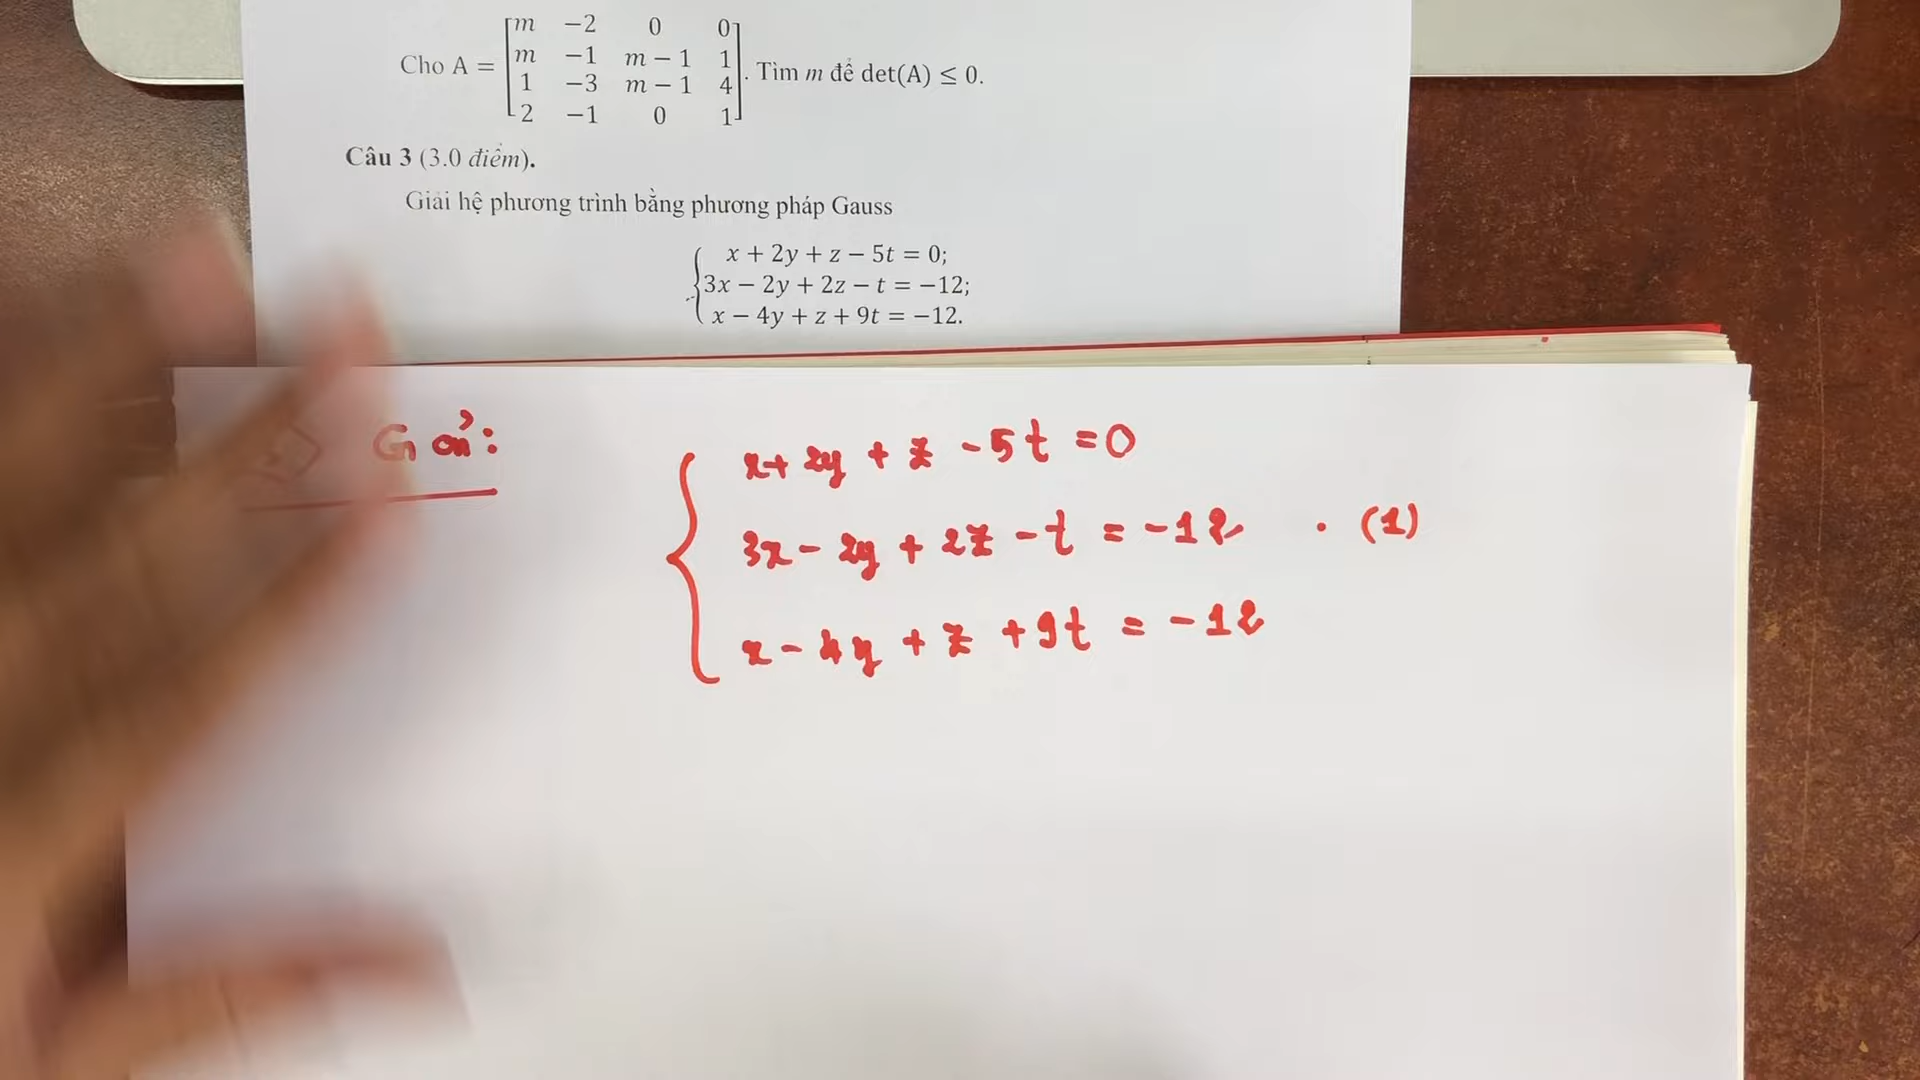 Cho A = [m −2 0 0
m −1 m − 1 1
1 −3 m − 1 4
2 −1 0 1]. Tìm m để det(A) ≤ 0.
Câu 3 (3.0 điểm).
Giải hệ phương trình bằng phương pháp Gauss
{ x + 2y + z − 5t = 0;
3x − 2y + 2z − t = −12;
x − 4y + z + 9t = −12.
Giải:
{ x + 2y + z - 5t = 0
3x - 2y + 2z - t = -12 . (1)
x - 4y + z + 9t = -12